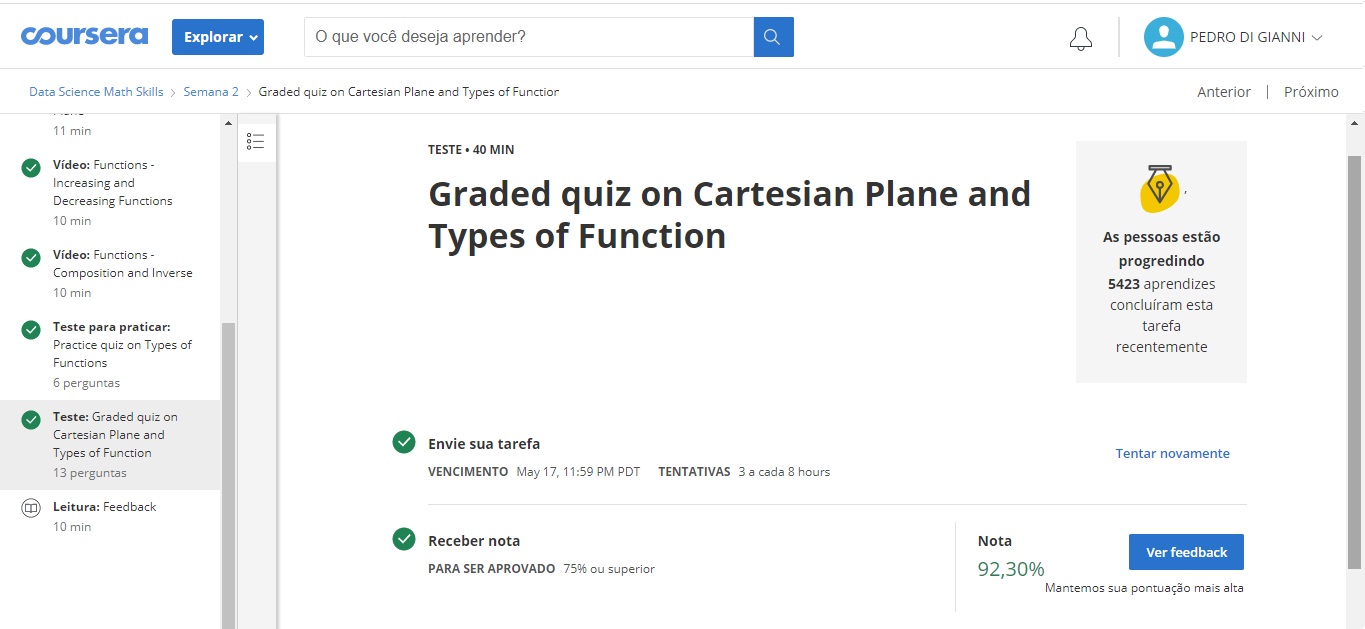 coursera
Explorar
O que você deseja aprender?
PEDRO DI GIANNI
Data Science Math Skills > Semana 2 > Graded quiz on Cartesian Plane and Types of Function
Anterior | Próximo
11 min
Vídeo: Functions -
Increasing and
Decreasing Functions
10 min
Vídeo: Functions -
Composition and Inverse
10 min
Teste para praticar:
Practice quiz on Types of
Functions
6 perguntas
Teste: Graded quiz on
Cartesian Plane and
Types of Function
13 perguntas
Leitura: Feedback
10 min
TESTE • 40 MIN
Graded quiz on Cartesian Plane and
Types of Function
As pessoas estão
progredindo
5423 aprendizes
concluíram esta
tarefa
recentemente
Envie sua tarefa
VENCIMENTO May 17, 11:59 PM PDT TENTATIVAS 3 a cada 8 hours
Tentar novamente
Receber nota
PARA SER APROVADO 75% ou superior
Nota
92,30%
Ver feedback
Mantemos sua pontuação mais alta